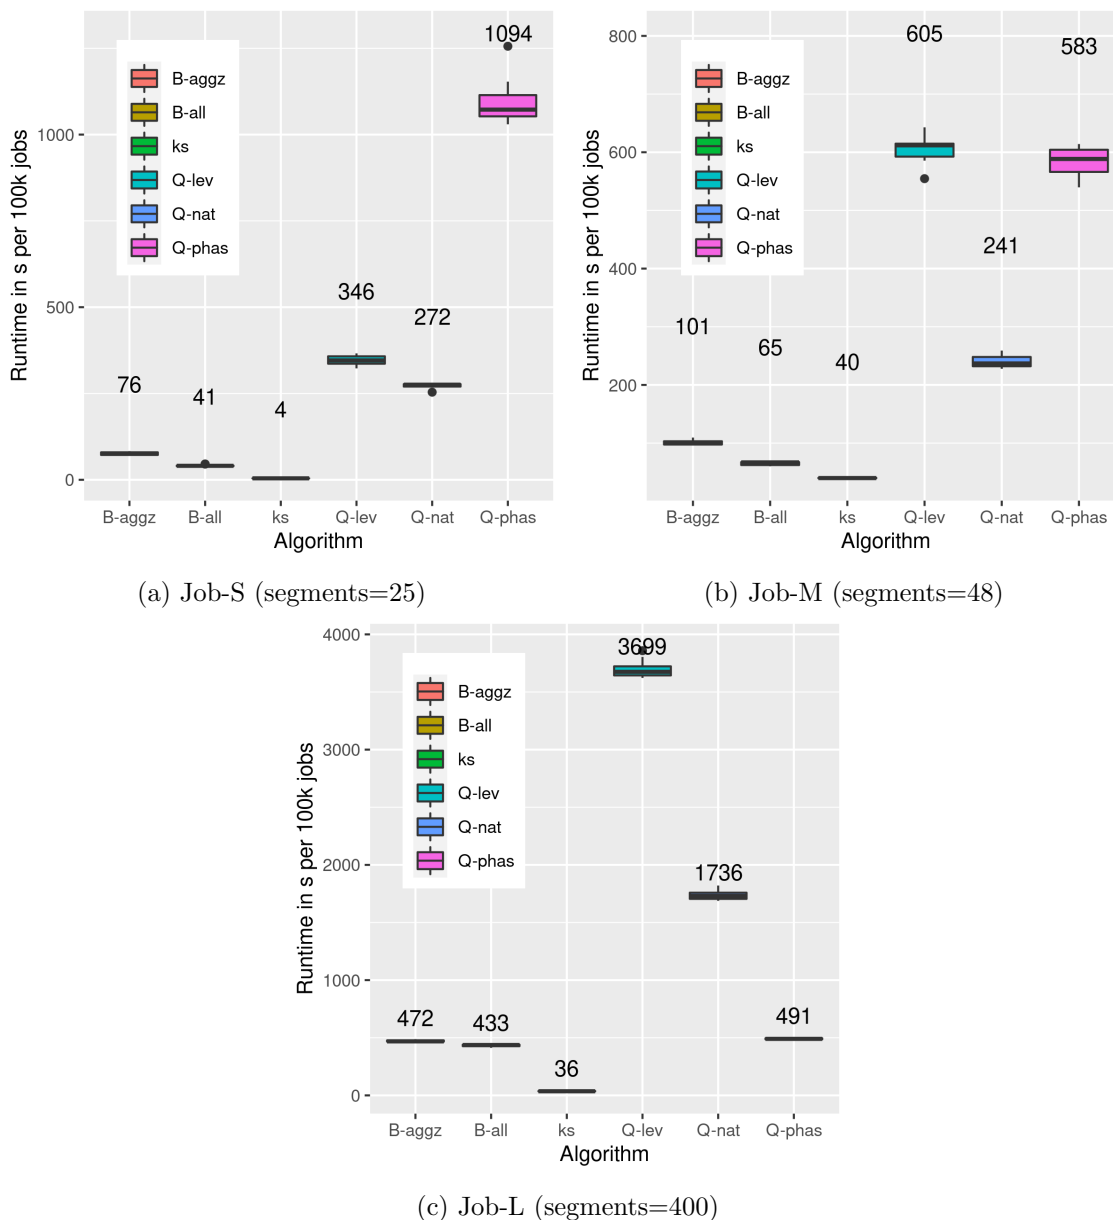 Runtime in s per 100k jobs
1000
500
0
B-aggz
B-all
ks
Q-lev
Q-nat
Q-phas
76
41
4
346
272
1094
B-aggz
B-all
ks
Q-lev
Q-nat
Q-phas
Algorithm
(a) Job-S (segments=25)
Runtime in s per 100k jobs
800
600
400
200
B-aggz
B-all
ks
Q-lev
Q-nat
Q-phas
101
65
40
605
241
583
B-aggz
B-all
ks
Q-lev
Q-nat
Q-phas
Algorithm
(b) Job-M (segments=48)
Runtime in s per 100k jobs
4000
3000
2000
1000
0
B-aggz
B-all
ks
Q-lev
Q-nat
Q-phas
472
433
36
3699
1736
491
B-aggz
B-all
ks
Q-lev
Q-nat
Q-phas
Algorithm
(c) Job-L (segments=400)